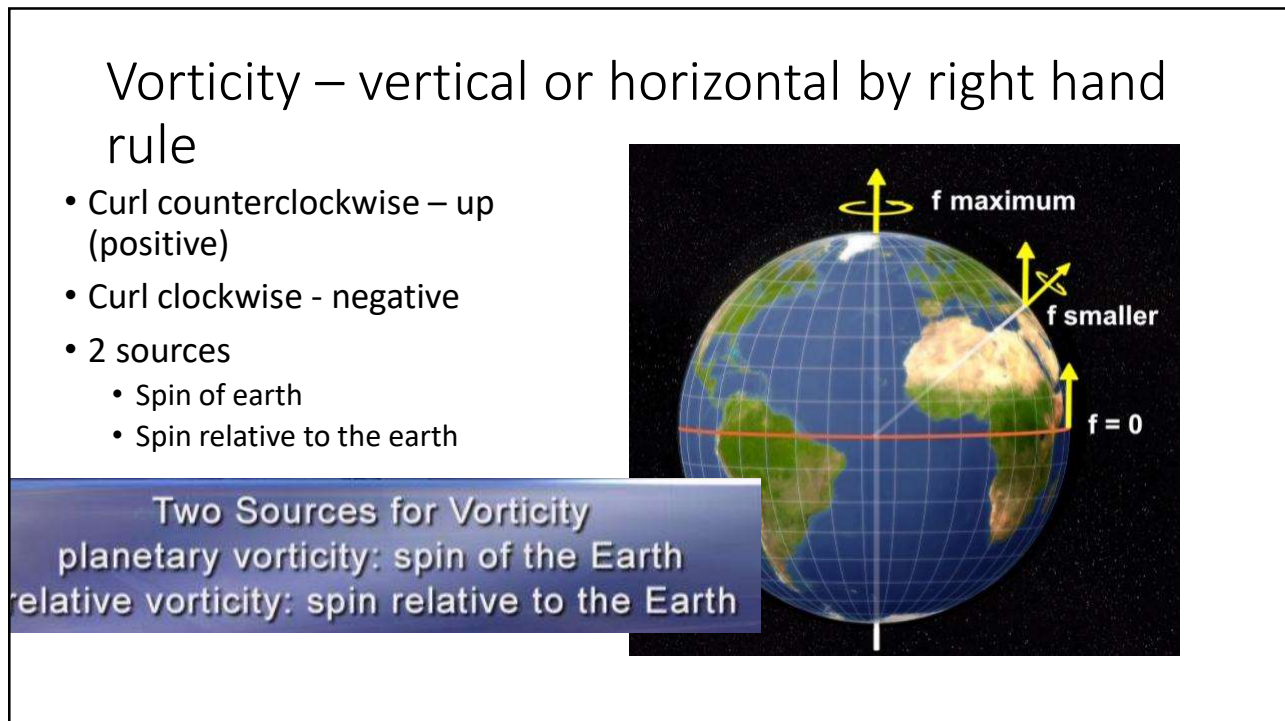 Vorticity – vertical or horizontal by right hand
rule
• Curl counterclockwise – up
(positive)
• Curl clockwise - negative
• 2 sources
• Spin of earth
• Spin relative to the earth
f maximum
f smaller
f = 0
Two Sources for Vorticity
planetary vorticity: spin of the Earth
relative vorticity: spin relative to the Earth